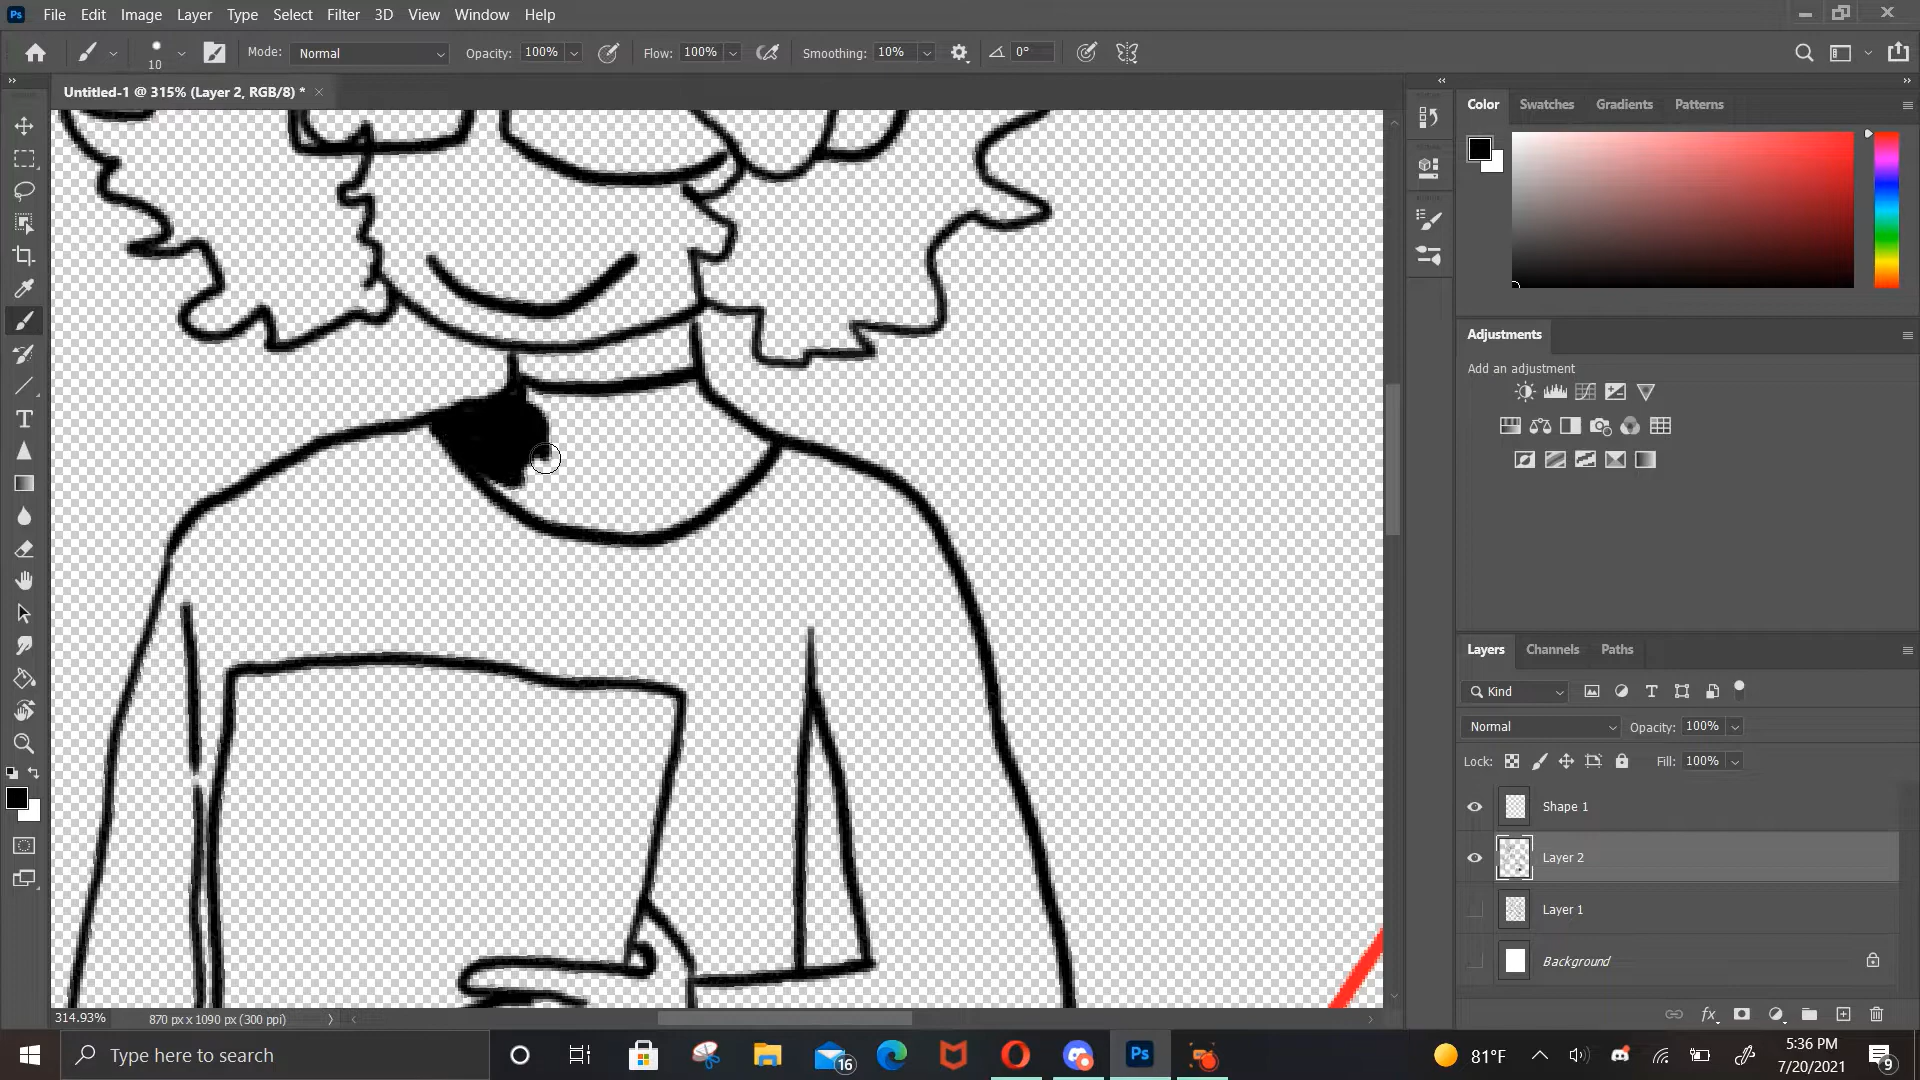 Ps File Edit Image Layer Type Select Filter 3D View Window Help
10 Mode: Normal Opacity: 100% Flow: 100% Smoothing: 10% 0°
Untitled-1 @ 315% (Layer 2, RGB/8) *
Color Swatches Gradients Patterns
Adjustments
Add an adjustment
Layers Channels Paths
Kind
Normal Opacity: 100%
Lock: Fill: 100%
Shape 1
Layer 2
Layer 1
Background
fx
314.93% 870 px x 1090 px (300 ppi)
Type here to search 16 Ps 81°F 5:36 PM
7/20/2021 9